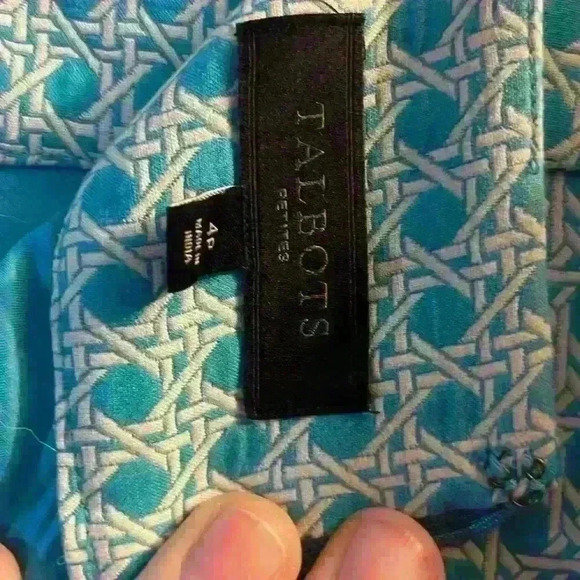 TALBOTS
PETITES
4P
MADE IN
INDIA